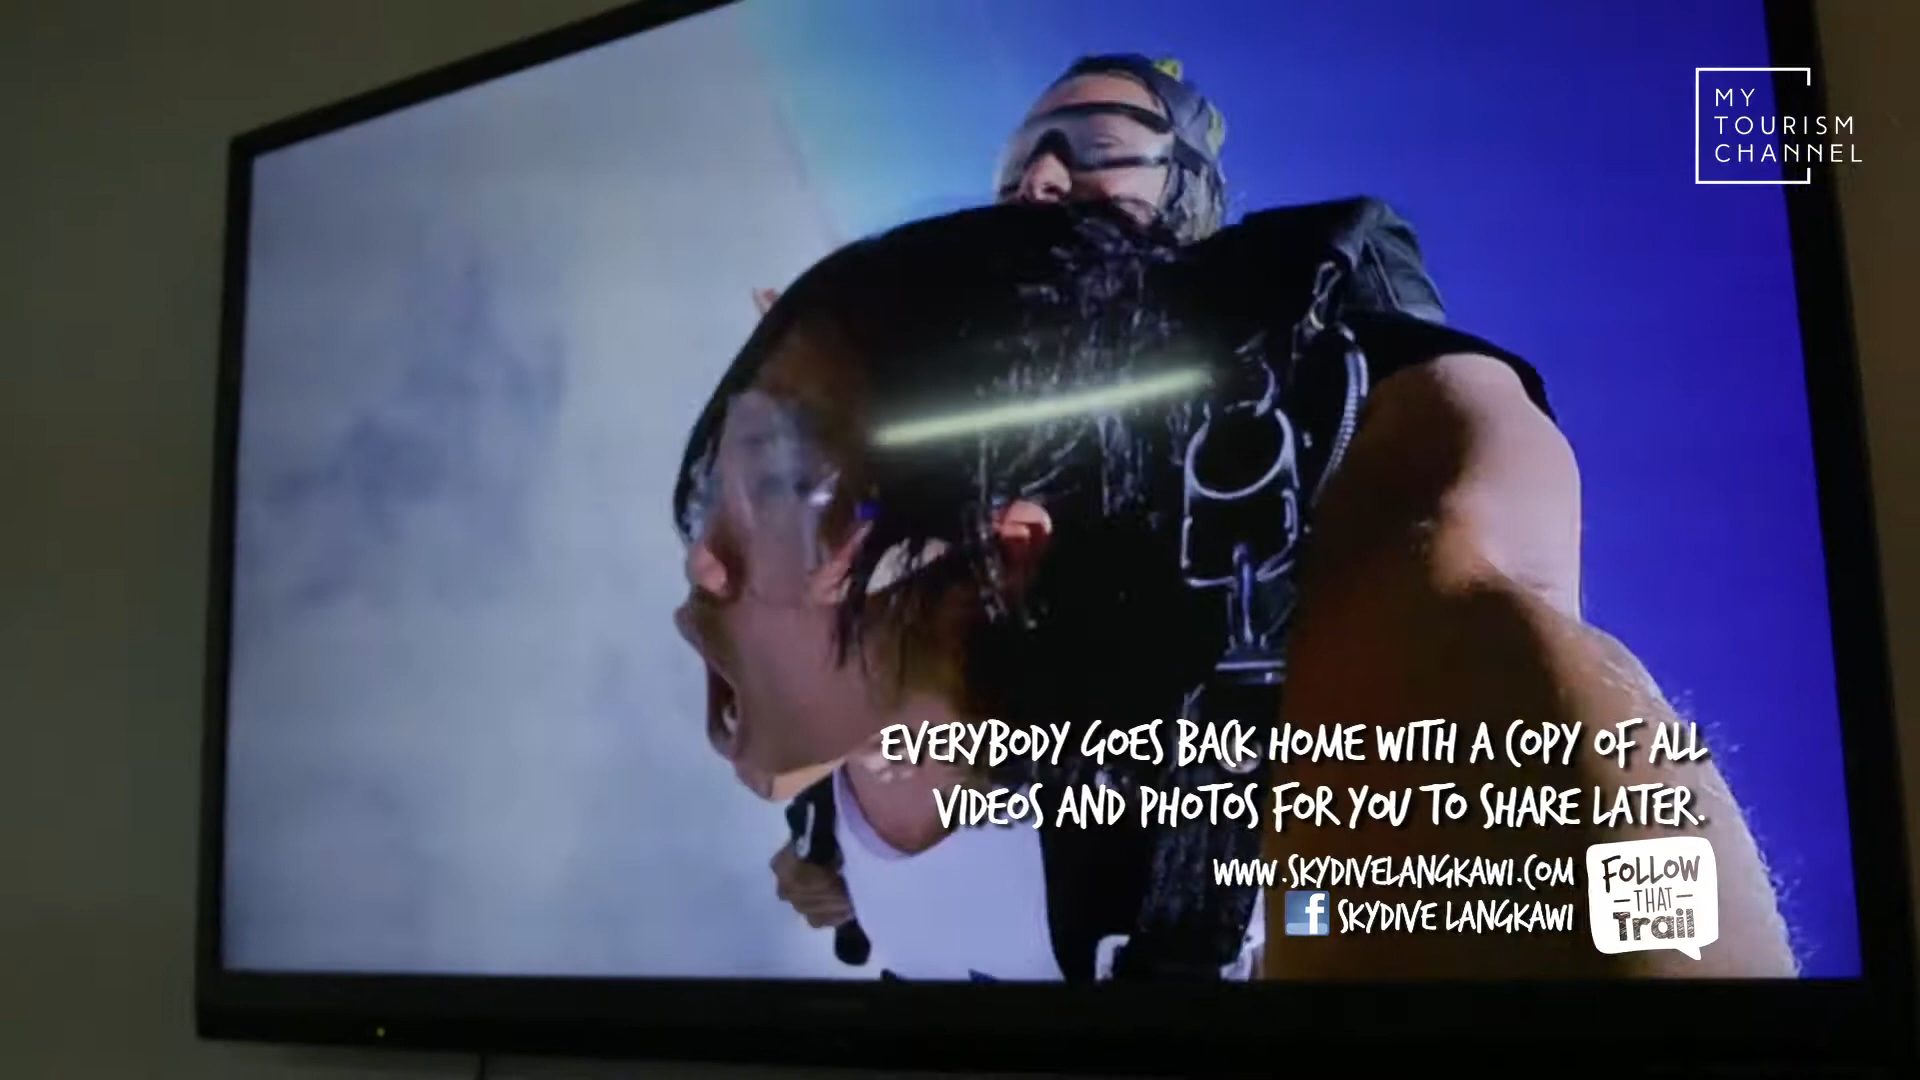 MY
TOURISM
CHANNEL
EVERYBODY GOES BACK HOME WITH A COPY OF ALL
VIDEOS AND PHOTOS FOR YOU TO SHARE LATER.
WWW.SKYDIVELANGKAWI.COM
f SKYDIVE LANGKAWI
FOLLOW
THAT
Trail